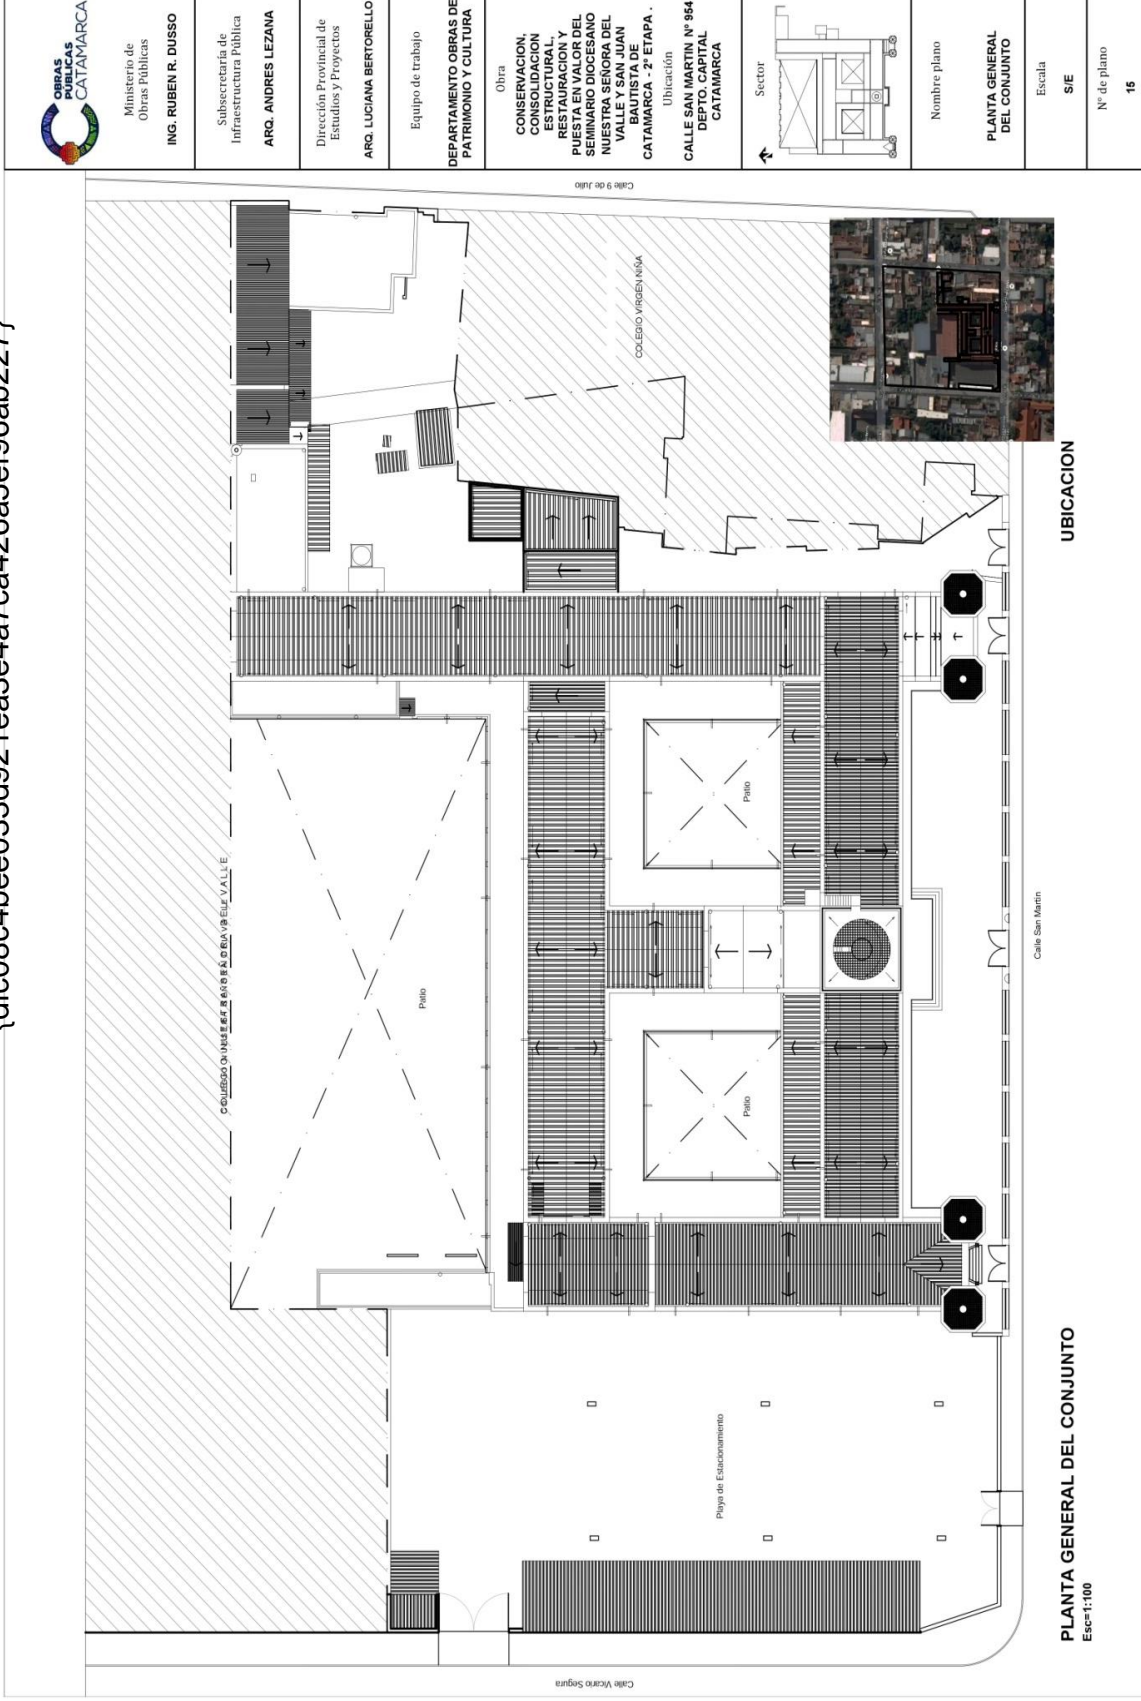 OBRAS
PÚBLICAS
CATAMARCA
Ministerio de
Obras Públicas
ING. RUBEN R. DUSSO
Subsecretaría de
Infraestructura Pública
ARQ. ANDRES LEZANA
Dirección Provincial de
Estudios y Proyectos
ARQ. LUCIANA BERTORELLO
Equipo de trabajo
DEPARTAMENTO OBRAS DE
PATRIMONIO Y CULTURA
Obra
CONSERVACION,
CONSOLIDACION
ESTRUCTURAL,
RESTAURACION Y
PUESTA EN VALOR DEL
SEMINARIO DIOCESANO
NUESTRA SEÑORA DEL
VALLE Y SAN JUAN
BAUTISTA DE
CATAMARCA - 2º ETAPA .
Ubicación
CALLE SAN MARTIN Nº 954
DEPTO. CAPITAL
CATAMARCA
Sector
Nombre plano
PLANTA GENERAL
DEL CONJUNTO
Escala
S/E
Nº de plano
15
Calle 9 de Julio
COLEGIO VIRGEN NIÑA
UBICACION
Patio
Patio
Patio
Calle San Martín
Playa de Estacionamiento
Calle Vicario Segura
PLANTA GENERAL DEL CONJUNTO
Esc=1:100